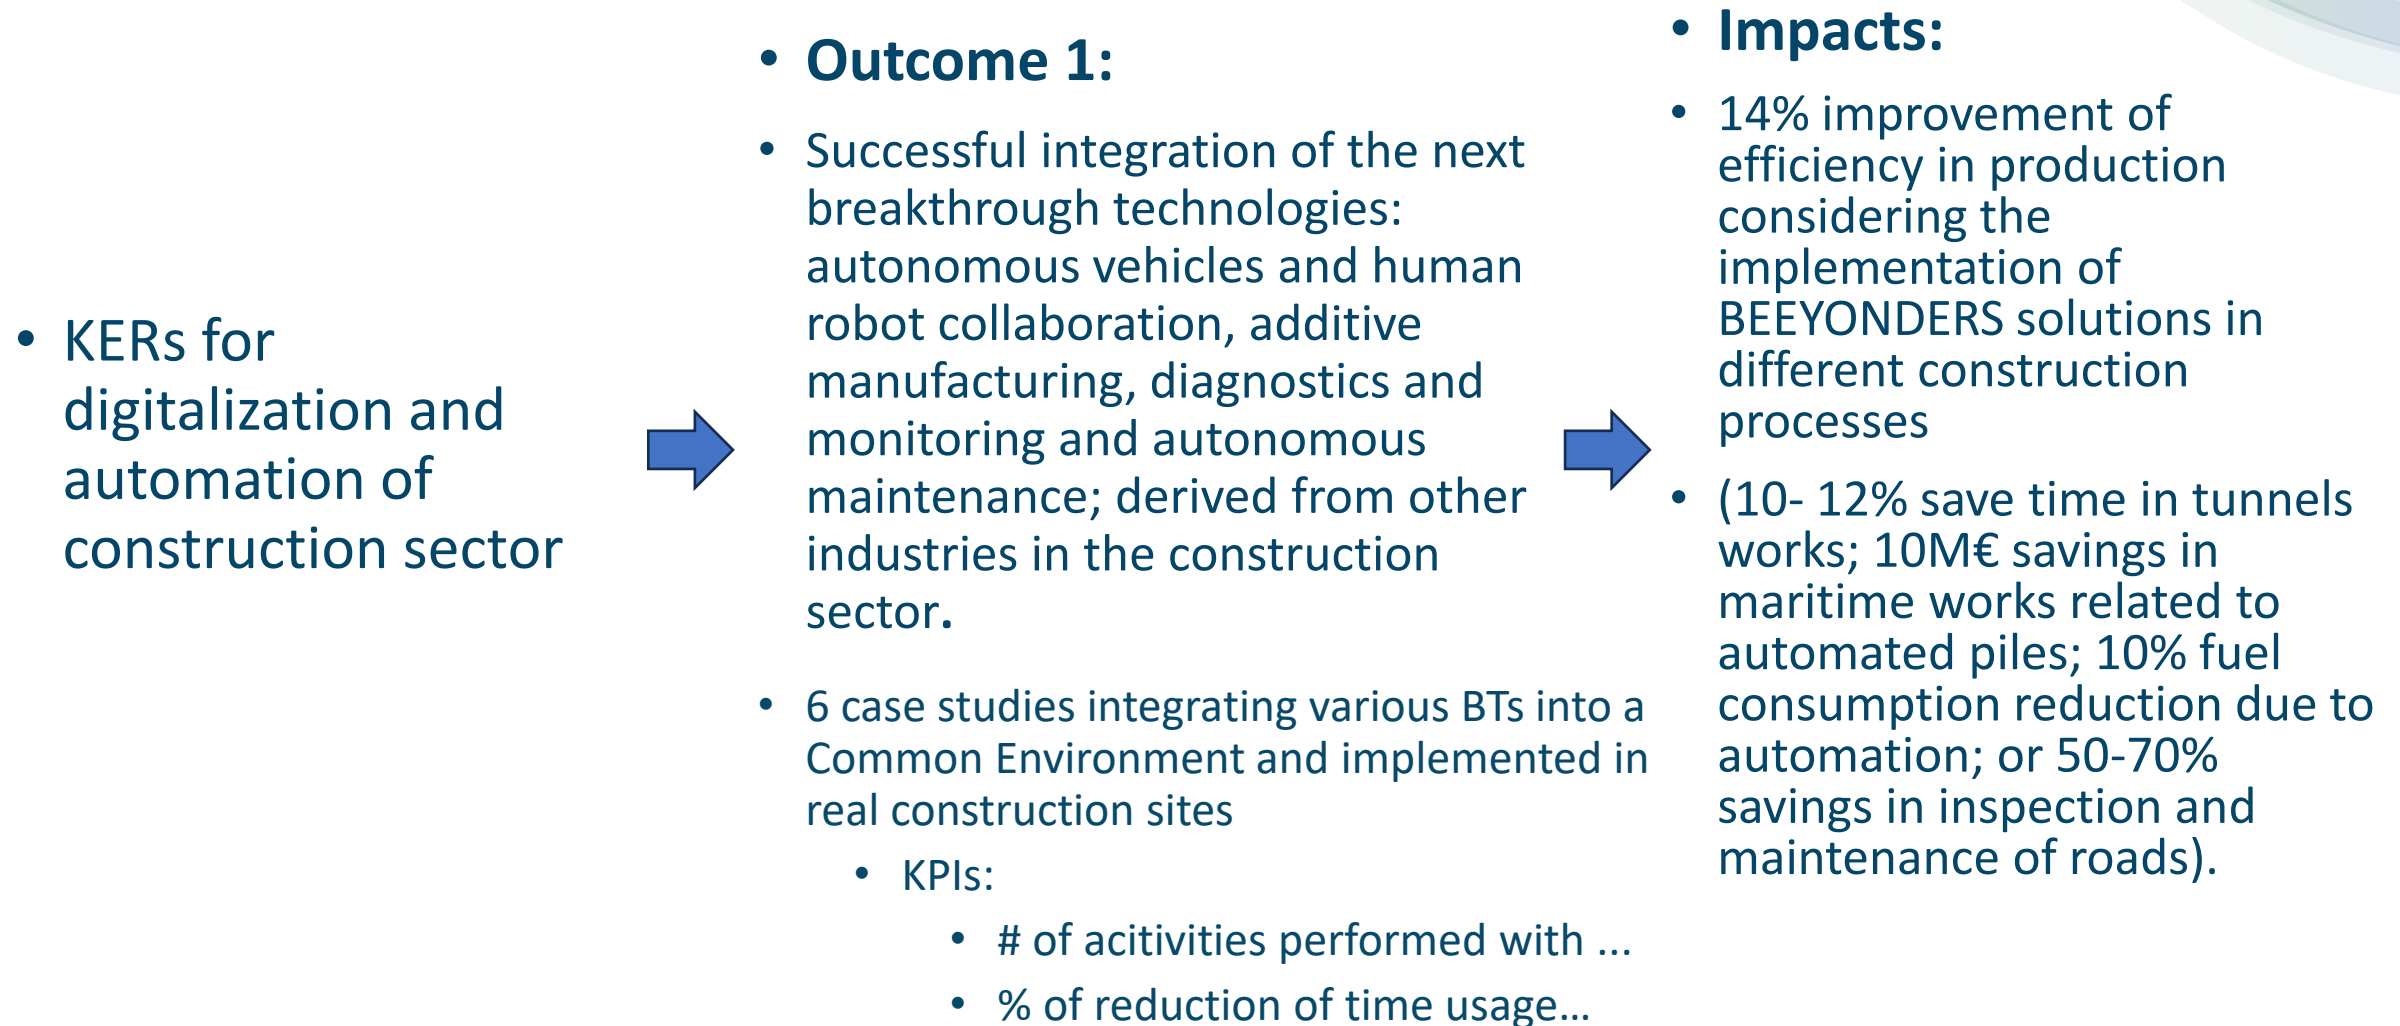 • KERs for
digitalization and
automation of
construction sector
• Outcome 1:
• Successful integration of the next
breakthrough technologies:
autonomous vehicles and human
robot collaboration, additive
manufacturing, diagnostics and
monitoring and autonomous
maintenance; derived from other
industries in the construction
sector.
• 6 case studies integrating various BTs into a
Common Environment and implemented in
real construction sites
• KPIs:
• # of acitivities performed with ...
• % of reduction of time usage...
• Impacts:
• 14% improvement of
efficiency in production
considering the
implementation of
BEEYONDERS solutions in
different construction
processes
• (10- 12% save time in tunnels
works; 10M€ savings in
maritime works related to
automated piles; 10% fuel
consumption reduction due to
automation; or 50-70%
savings in inspection and
maintenance of roads).